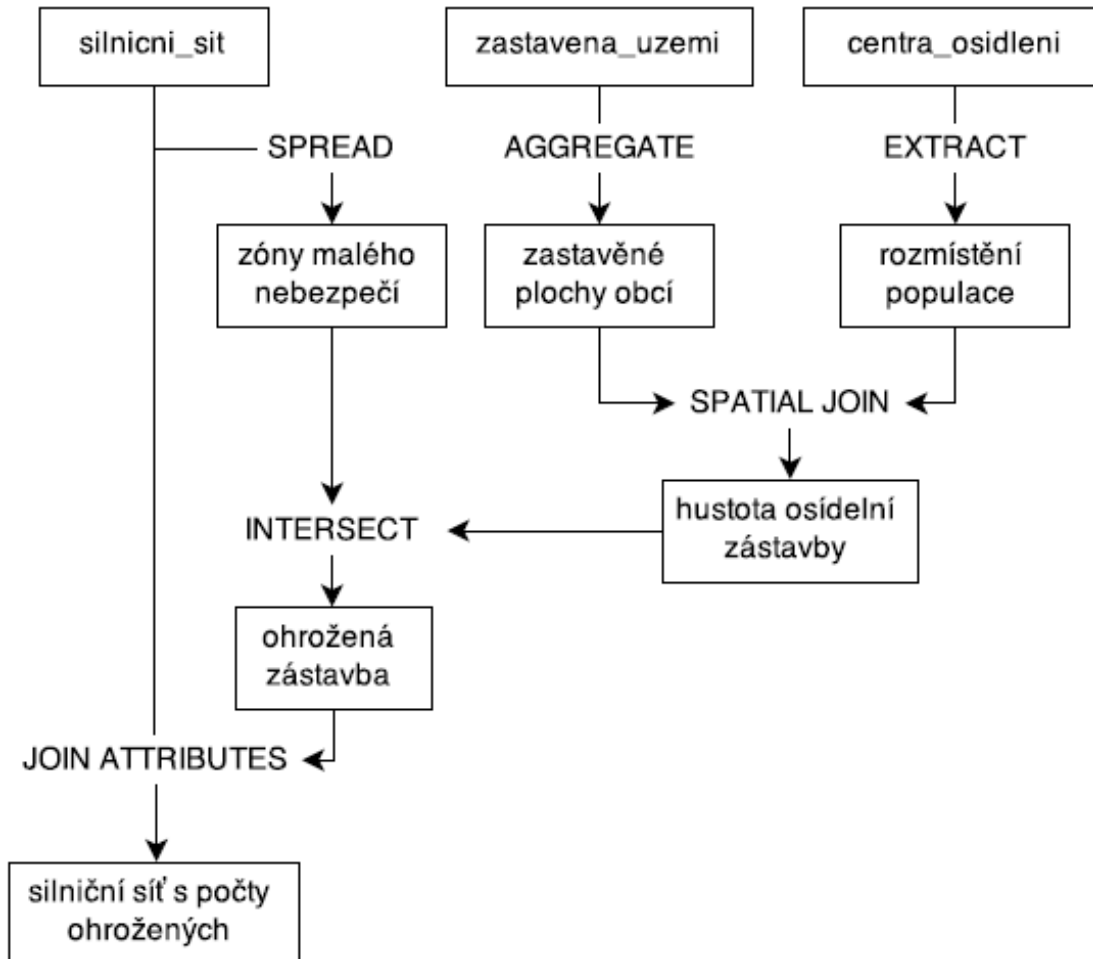 silnicni_sit
zastavena_uzemi
centra_osidleni
SPREAD
AGGREGATE
EXTRACT
zóny malého
nebezpečí
zastavěné
plochy obcí
rozmístění
populace
SPATIAL JOIN
hustota osídelní
zástavby
INTERSECT
ohrožená
zástavba
JOIN ATTRIBUTES
silniční síť s počty
ohrožených